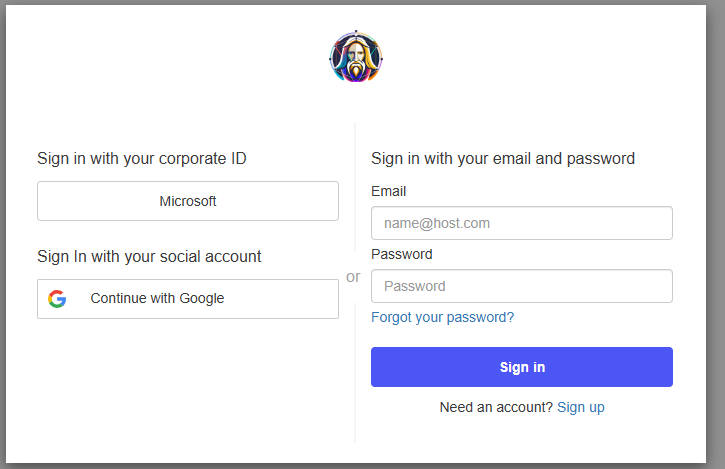 Sign in with your corporate ID
Microsoft
Sign In with your social account
Continue with Google
or
Sign in with your email and password
Email
name@host.com
Password
Password
Forgot your password?
Sign in
Need an account? Sign up